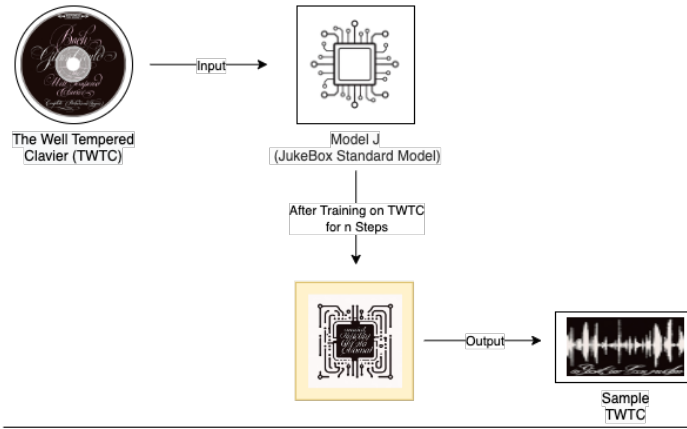 Bach
The Well Tempered
Clavier (TWTC)
Input
Model J
(JukeBox Standard Model)
After Training on TWTC
for n Steps
Output
Sample
TWTC